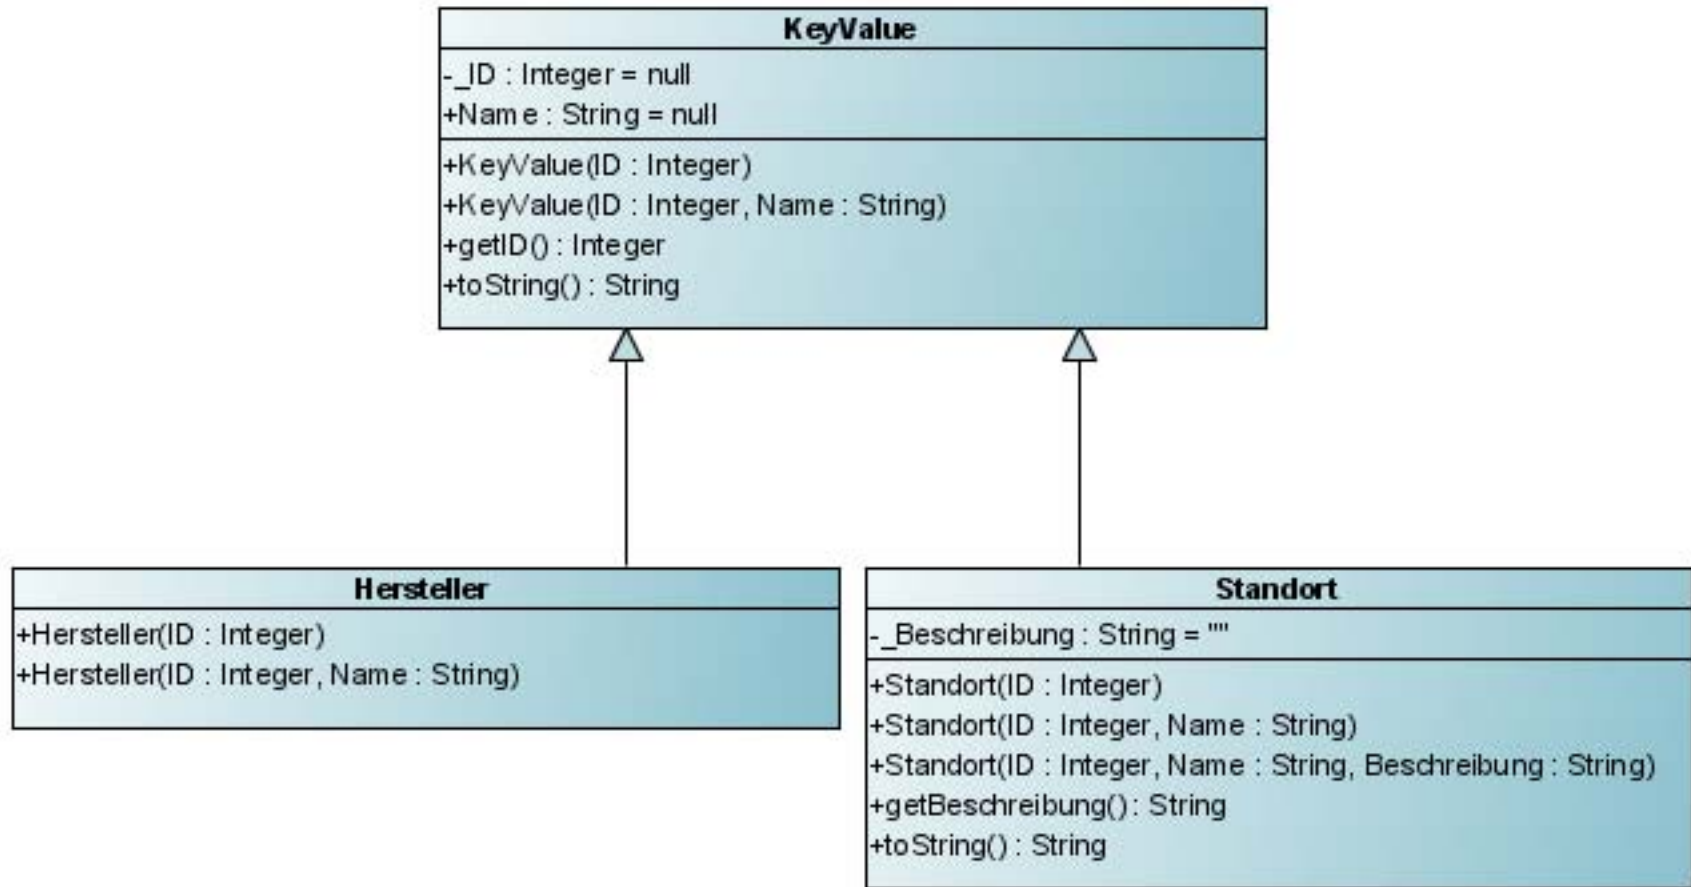 KeyValue
-_ID : Integer = null
+Name : String = null
+KeyValue(ID : Integer)
+KeyValue(ID : Integer, Name : String)
+getID() : Integer
+toString() : String
Hersteller
+Hersteller(ID : Integer)
+Hersteller(ID : Integer, Name : String)
Standort
-_Beschreibung : String = ""
+Standort(ID : Integer)
+Standort(ID : Integer, Name : String)
+Standort(ID : Integer, Name : String, Beschreibung : String)
+getBeschreibung() : String
+toString() : String